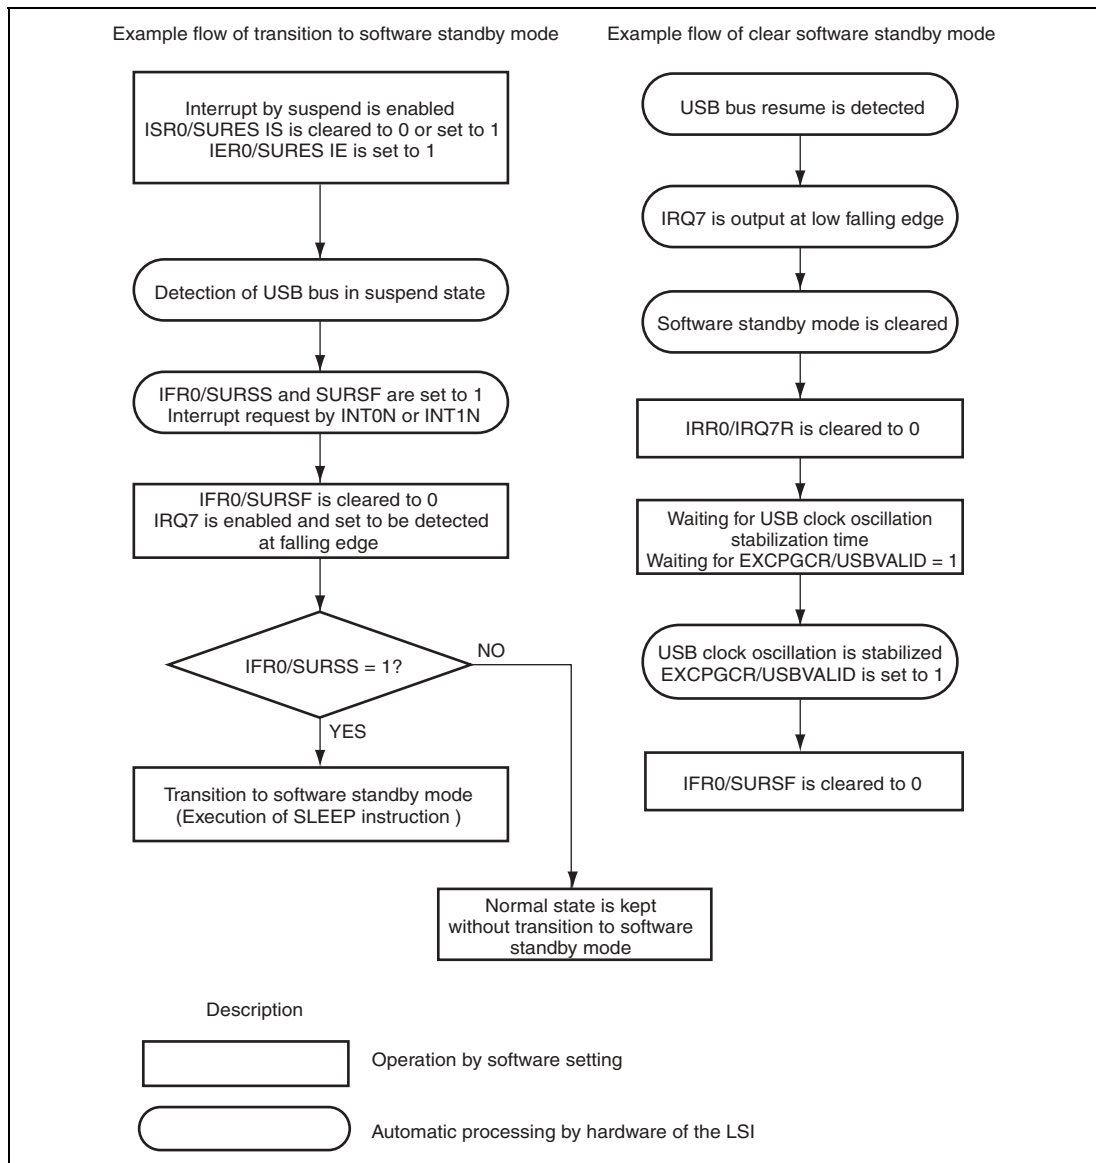 Example flow of transition to software standby mode
Interrupt by suspend is enabled
ISR0/SURES IS is cleared to 0 or set to 1
IER0/SURES IE is set to 1
Detection of USB bus in suspend state
IFR0/SURSS and SURSF are set to 1
Interrupt request by INT0N or INT1N
IFR0/SURSF is cleared to 0
IRQ7 is enabled and set to be detected
at falling edge
IFR0/SURSS = 1?
NO
YES
Transition to software standby mode
(Execution of SLEEP instruction )
Normal state is kept
without transition to software
standby mode
Example flow of clear software standby mode
USB bus resume is detected
IRQ7 is output at low falling edge
Software standby mode is cleared
IRR0/IRQ7R is cleared to 0
Waiting for USB clock oscillation
stabilization time
Waiting for EXCPGCR/USBVALID = 1
USB clock oscillation is stabilized
EXCPGCR/USBVALID is set to 1
IFR0/SURSF is cleared to 0
Description
Operation by software setting
Automatic processing by hardware of the LSI